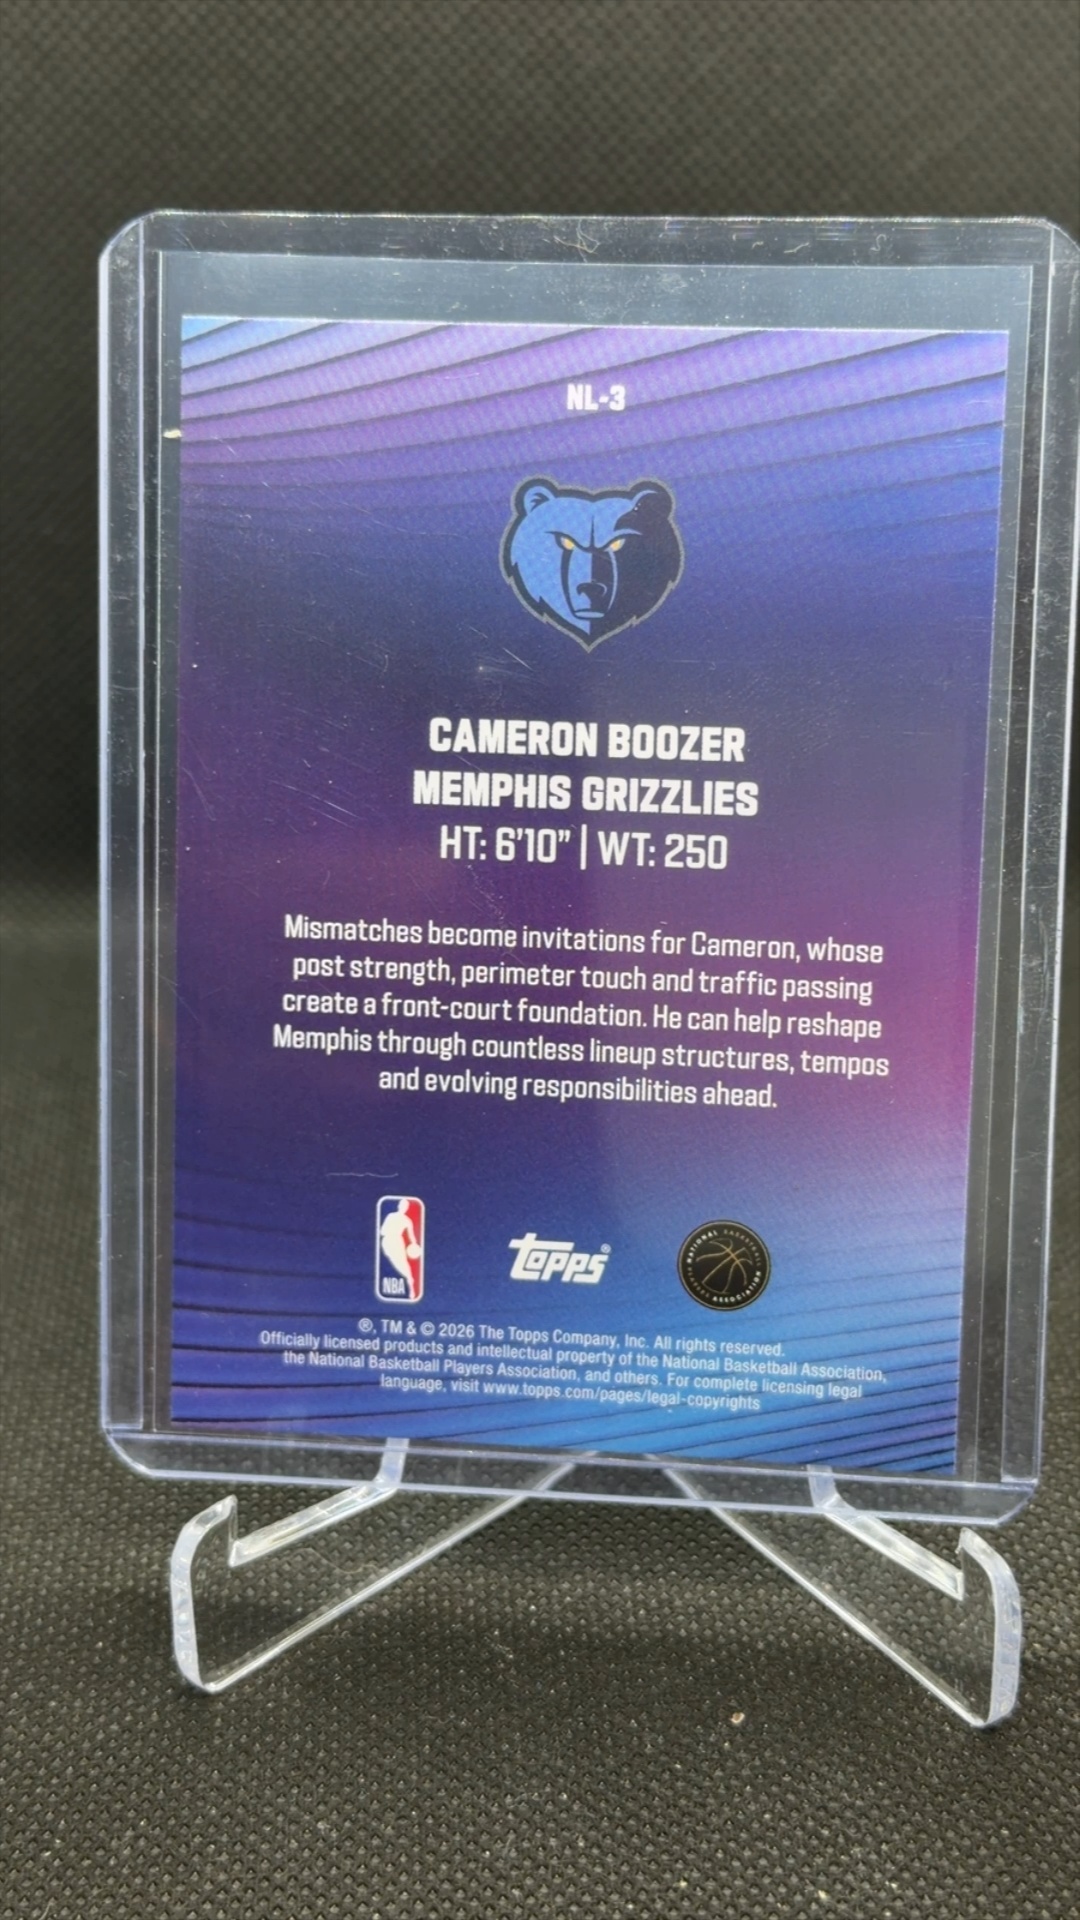 NL-3
CAMERON BOOZER
MEMPHIS GRIZZLIES
HT: 6'10" | WT: 250
Mismatches become invitations for Cameron, whose
post strength, perimeter touch and traffic passing
create a front-court foundation. He can help reshape
Memphis through countless lineup structures, tempos
and evolving responsibilities ahead.
NBA
topps®
NATIONAL BASKETBALL
PLAYERS ASSOCIATION
®, TM & © 2026 The Topps Company, Inc. All rights reserved.
Officially licensed products and intellectual property of the National Basketball Association,
the National Basketball Players Association, and others. For complete licensing legal
language, visit www.topps.com/pages/legal-copyrights